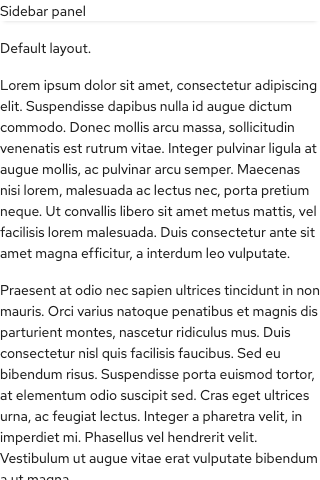 Sidebar panel
Default layout.
Lorem ipsum dolor sit amet, consectetur adipiscing
elit. Suspendisse dapibus nulla id augue dictum
commodo. Donec mollis arcu massa, sollicitudin
venenatis est rutrum vitae. Integer pulvinar ligula at
augue mollis, ac pulvinar arcu semper. Maecenas
nisi lorem, malesuada ac lectus nec, porta pretium
neque. Ut convallis libero sit amet metus mattis, vel
facilisis lorem malesuada. Duis consectetur ante sit
amet magna efficitur, a interdum leo vulputate.
Praesent at odio nec sapien ultrices tincidunt in non
mauris. Orci varius natoque penatibus et magnis dis
parturient montes, nascetur ridiculus mus. Duis
consectetur nisl quis facilisis faucibus. Sed eu
bibendum risus. Suspendisse porta euismod tortor,
at elementum odio suscipit sed. Cras eget ultrices
urna, ac feugiat lectus. Integer a pharetra velit, in
imperdiet mi. Phasellus vel hendrerit velit.
Vestibulum ut augue vitae erat vulputate bibendum
a ut magna.